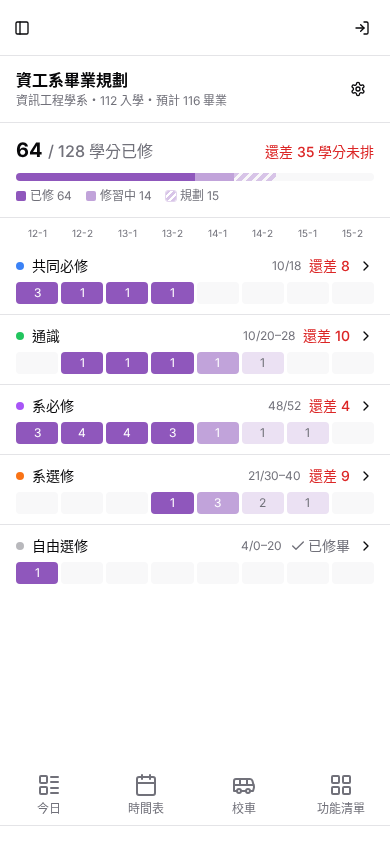 資工系畢業規劃
資訊工程學系・112 入學・預計 116 畢業
64 / 128 學分已修 還差 35 學分未排
已修 64 修習中 14 規劃 15
12-1 12-2 13-1 13-2 14-1 14-2 15-1 15-2
共同必修 10/18 還差 8
3 1 1 1
通識 10/20–28 還差 10
1 1 1 1 1
系必修 48/52 還差 4
3 4 4 3 1 1 1
系選修 21/30–40 還差 9
1 3 2 1
自由選修 4/0–20 已修畢
1
今日 時間表 校車 功能清單